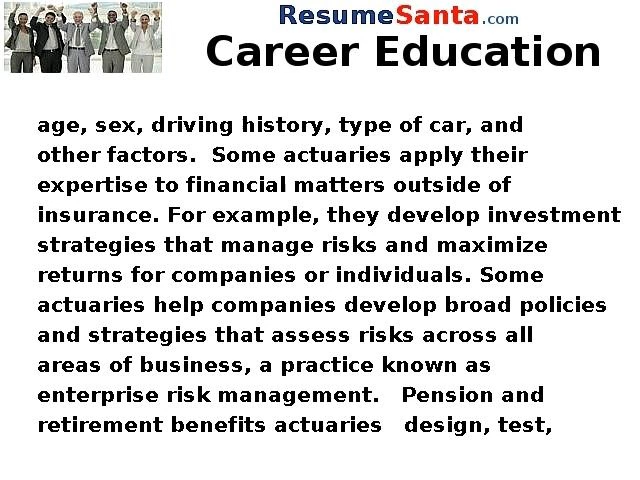 ResumeSanta.com
Career Education
age, sex, driving history, type of car, and
other factors.  Some actuaries apply their
expertise to financial matters outside of
insurance. For example, they develop investment
strategies that manage risks and maximize
returns for companies or individuals. Some
actuaries help companies develop broad policies
and strategies that assess risks across all
areas of business, a practice known as
enterprise risk management.   Pension and
retirement benefits actuaries   design, test,